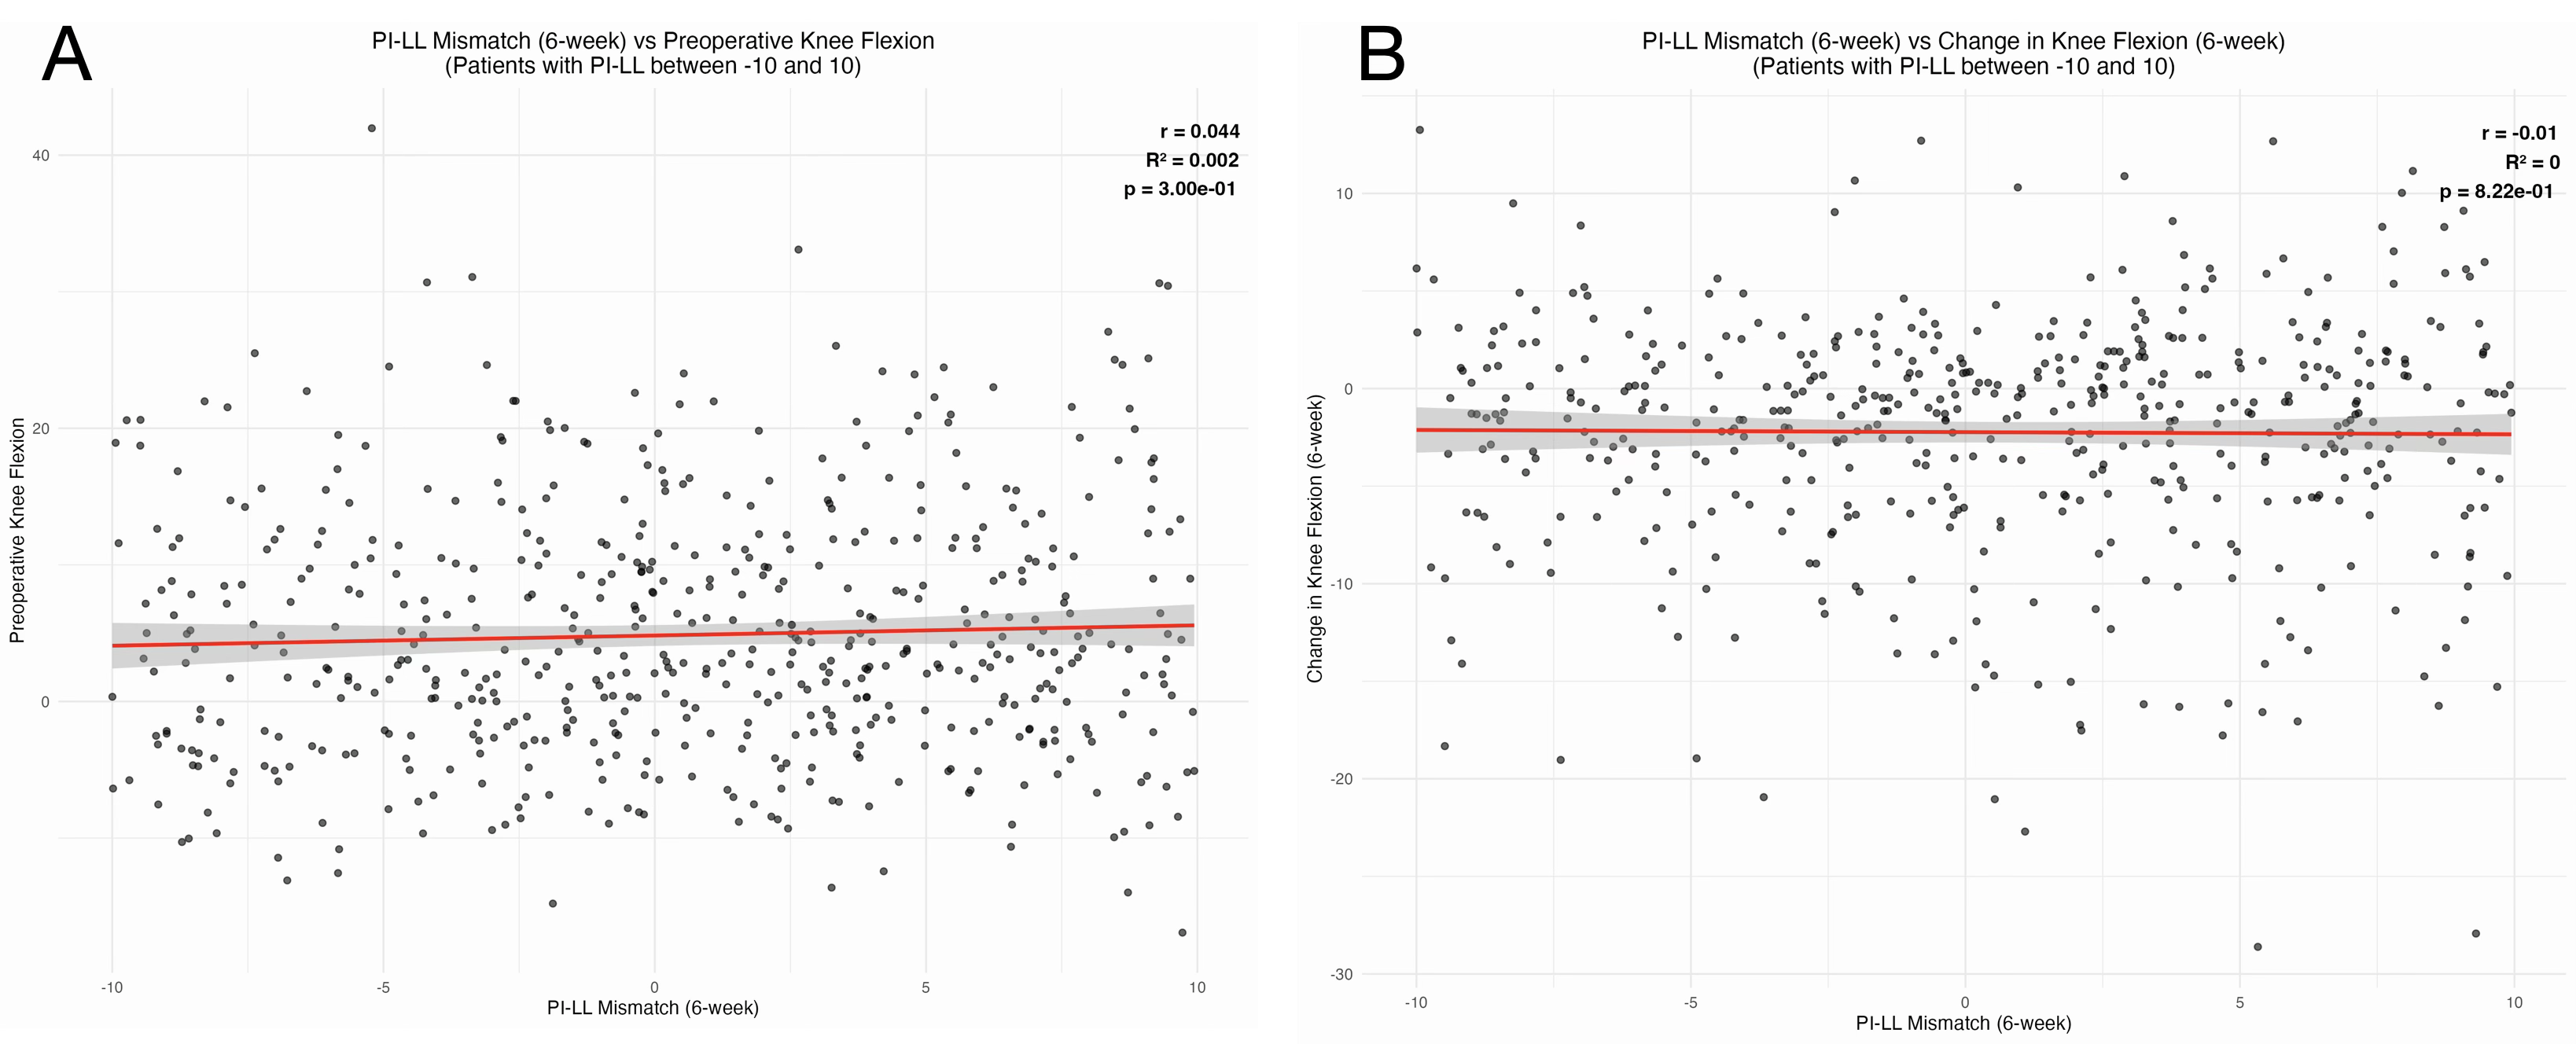 A
PI-LL Mismatch (6-week) vs Preoperative Knee Flexion
(Patients with PI-LL between -10 and 10)
r = 0.044
R² = 0.002
p = 3.00e-01
Preoperative Knee Flexion
40
20
0
-10
-5
0
5
10
PI-LL Mismatch (6-week)
B
PI-LL Mismatch (6-week) vs Change in Knee Flexion (6-week)
(Patients with PI-LL between -10 and 10)
r = -0.01
R² = 0
p = 8.22e-01
Change in Knee Flexion (6-week)
10
0
-10
-20
-30
-10
-5
0
5
10
PI-LL Mismatch (6-week)